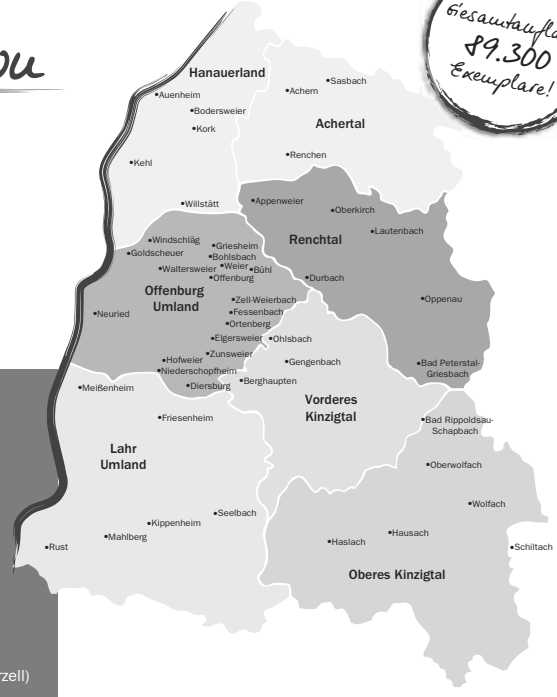 Gesamtaufla
89.300
Exemplare!
ou
Hanauerland
•Sasbach
•Achern
•Auenheim
•Bodersweier
Achertal
•Kork
•Renchen
•Kehl
•Willstätt
•Appenweier
•Oberkirch
•Lautenbach
•Windschläg
Renchtal
•Griesheim
•Goldscheuer
•Bohlsbach
•Waltersweier
•Weier
•Bühl
•Offenburg
•Durbach
Offenburg
Umland
•Zell-Weierbach
•Oppenau
•Neuried
•Fessenbach
•Ortenberg
•Elgersweier
•Ohlsbach
•Zunsweier
•Hofweier
•Gengenbach
•Bad Peterstal-
Griesbach
•Niederschopfheim
•Berghaupten
•Meißenheim
•Diersburg
Vorderes
Kinzigtal
•Friesenheim
•Bad Rippoldsau-
Schapbach
Lahr
Umland
•Oberwolfach
•Wolfach
•Seelbach
•Kippenheim
•Mahlberg
•Hausach
•Haslach
•Rust
•Schiltach
Oberes Kinzigtal
rzell)